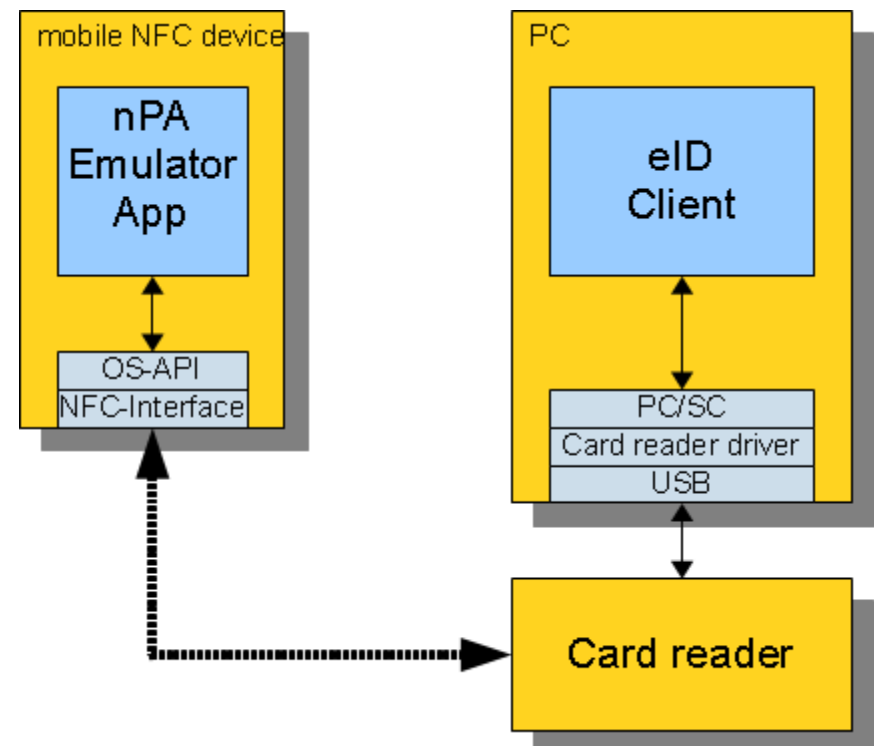 mobile NFC device
nPA
Emulator
App
OS-API
NFC-Interface
PC
eID
Client
PC/SC
Card reader driver
USB
Card reader